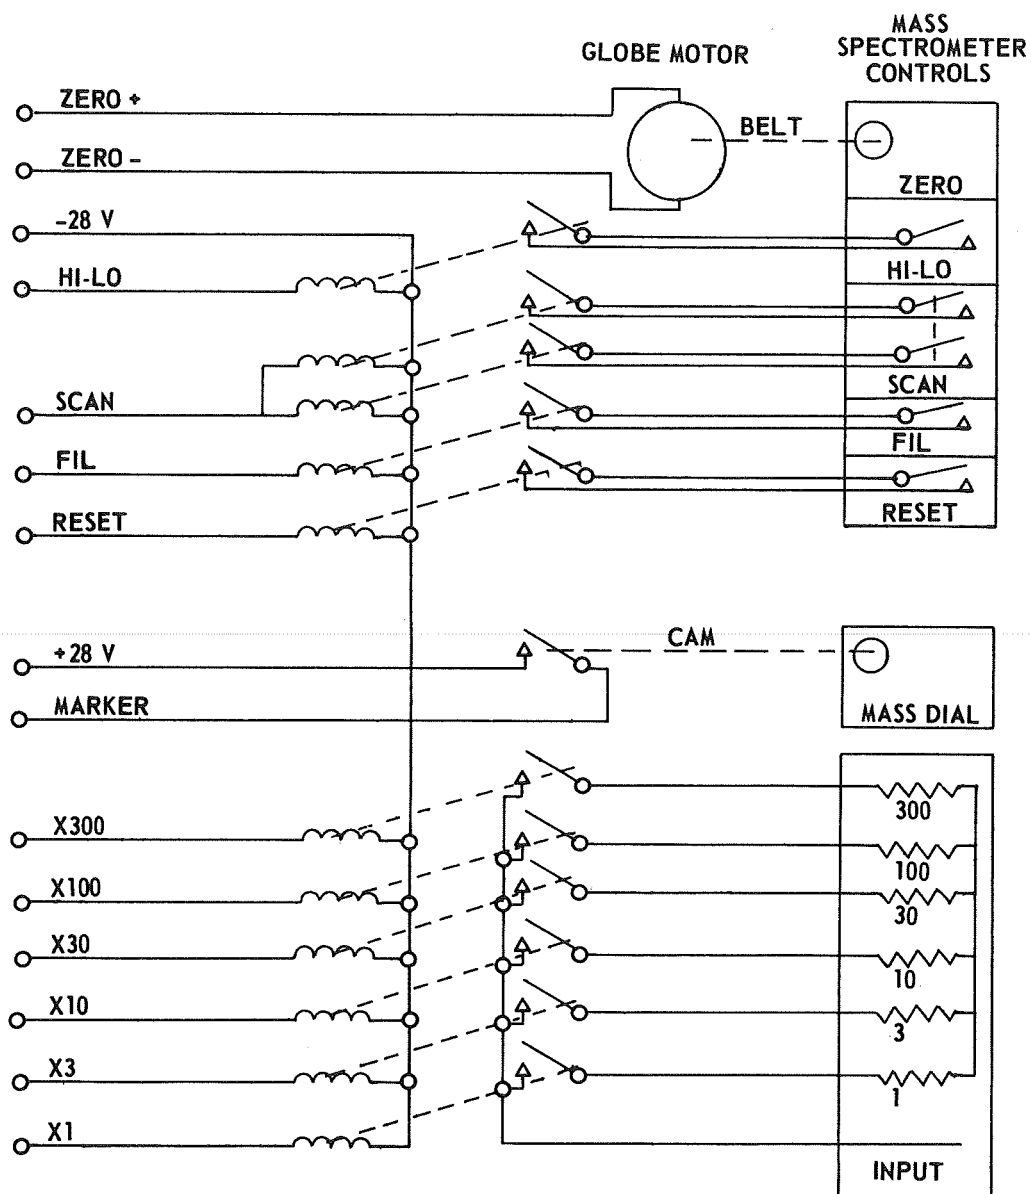 MASS
SPECTROMETER
CONTROLS
GLOBE MOTOR
ZERO +
BELT
ZERO -
ZERO
-28 V
HI-LO
HI-LO
SCAN
SCAN
FIL
FIL
RESET
RESET
+28 V
CAM
MARKER
MASS DIAL
X300
300
X100
100
X30
30
X10
10
X3
3
X1
1
INPUT